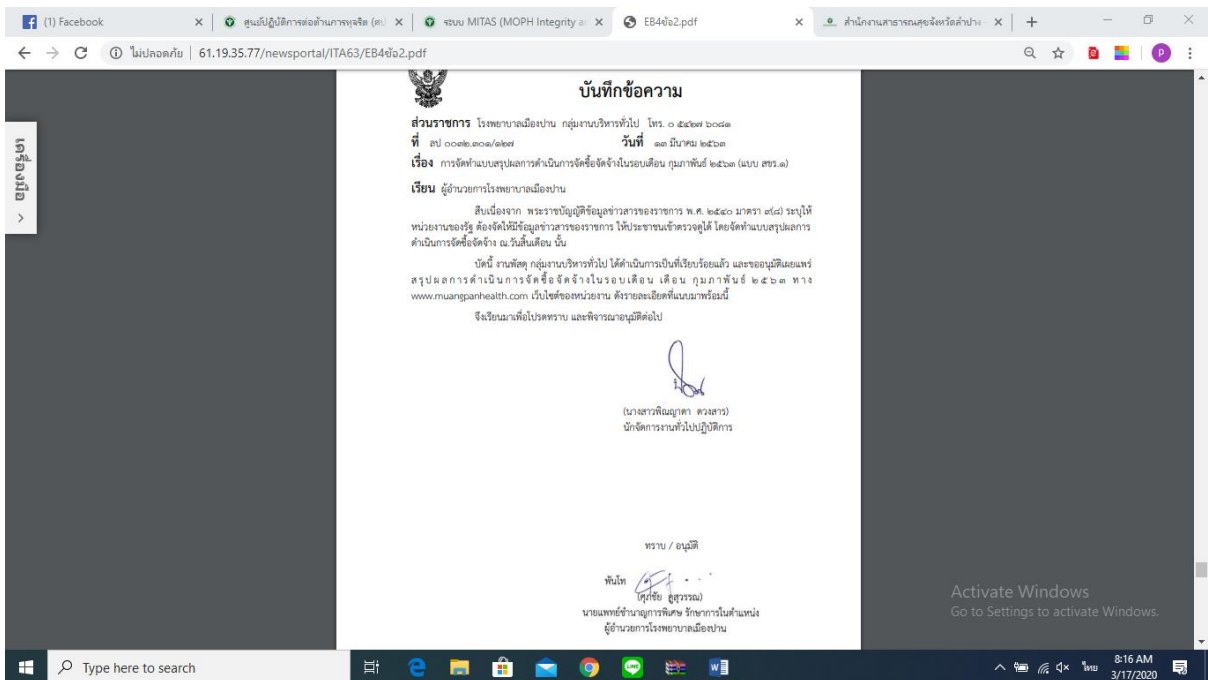 (1) Facebook
ศูนย์ปฏิบัติการต่อต้านการทุจริต (ศป
ระบบ MITAS (MOPH Integrity an
EB4ข้อ2.pdf
สำนักงานสาธารณสุขจังหวัดลำปาง -
ไม่ปลอดภัย | 61.19.35.77/newsportal/ITA63/EB4ข้อ2.pdf
เครื่องมือ
บันทึกข้อความ
ส่วนราชการ โรงพยาบาลเมืองปาน กลุ่มงานบริหารทั่วไป โทร. ๐ ๕๔๒๗ ๖๐๘๑
ที่ ลป ๐๐๓๒.๓๐๑/๑๒๗ วันที่ ๑๓ มีนาคม ๒๕๖๓
เรื่อง การจัดทำแบบสรุปผลการดำเนินการจัดซื้อจัดจ้างในรอบเดือน กุมภาพันธ์ ๒๕๖๓ (แบบ สขร.๑)
เรียน ผู้อำนวยการโรงพยาบาลเมืองปาน
สืบเนื่องจาก พระราชบัญญัติข้อมูลข่าวสารของราชการ พ.ศ. ๒๕๔๐ มาตรา ๙(๘) ระบุให้
หน่วยงานของรัฐ ต้องจัดให้มีข้อมูลข่าวสารของราชการ ให้ประชาชนเข้าตรวจดูได้ โดยจัดทำแบบสรุปผลการ
ดำเนินการจัดซื้อจัดจ้าง ณ.วันสิ้นเดือน นั้น
บัดนี้ งานพัสดุ กลุ่มงานบริหารทั่วไป ได้ดำเนินการเป็นที่เรียบร้อยแล้ว และขออนุมัติเผยแพร่
สรุปผลการดำเนินการจัดซื้อจัดจ้างในรอบเดือน เดือน กุมภาพันธ์ ๒๕๖๓ ทาง
www.muangpanhealth.com เว็บไซต์ของหน่วยงาน ดังรายละเอียดที่แนบมาพร้อมนี้
จึงเรียนมาเพื่อโปรดทราบ และพิจารณาอนุมัติต่อไป
(นางสาวพิณญาดา ดวงสาร)
นักจัดการงานทั่วไปปฏิบัติการ
ทราบ / อนุมัติ
พันโท
(ศุภชัย อู่สุวรรณ)
นายแพทย์ชำนาญการพิเศษ รักษาการในตำแหน่ง
ผู้อำนวยการโรงพยาบาลเมืองปาน
Activate Windows
Go to Settings to activate Windows.
Type here to search
ไทย
8:16 AM
3/17/2020